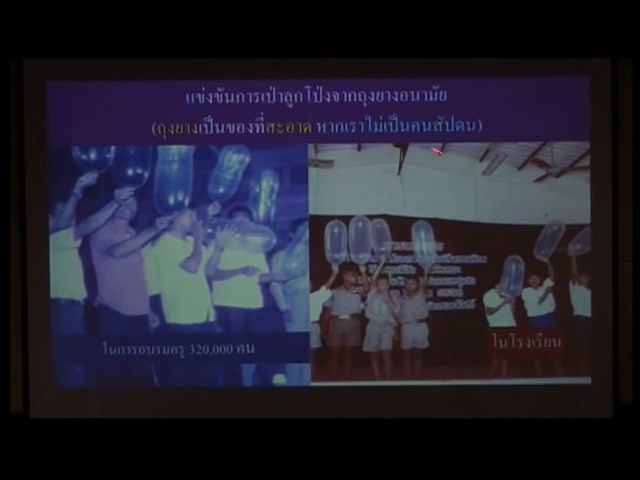 แข่งขันการเป่าลูกโป่งจากถุงยางอนามัย
(ถุงยางเป็นของที่สะอาด หากเราไม่เป็นคนสัปดน)
ในการอบรมครู 320,000 คน
ในโรงเรียน